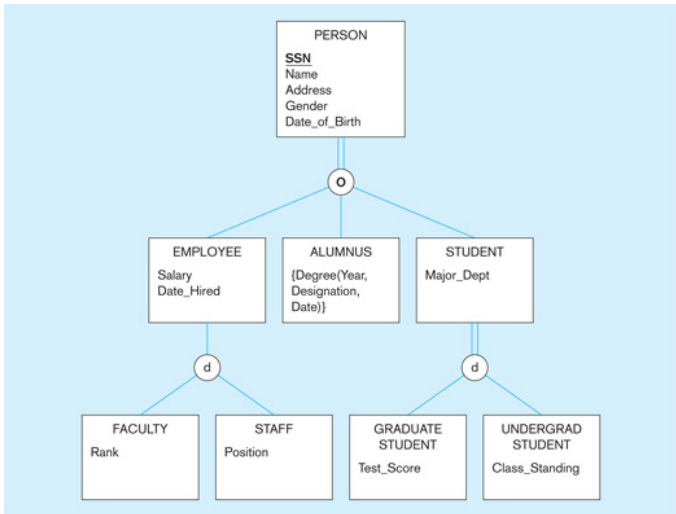 PERSON
SSN
Name
Address
Gender
Date_of_Birth
O
EMPLOYEE
Salary
Date_Hired
ALUMNUS
{Degree(Year,
Designation,
Date)}
STUDENT
Major_Dept
d
d
FACULTY
Rank
STAFF
Position
GRADUATE
STUDENT
Test_Score
UNDERGRAD
STUDENT
Class_Standing